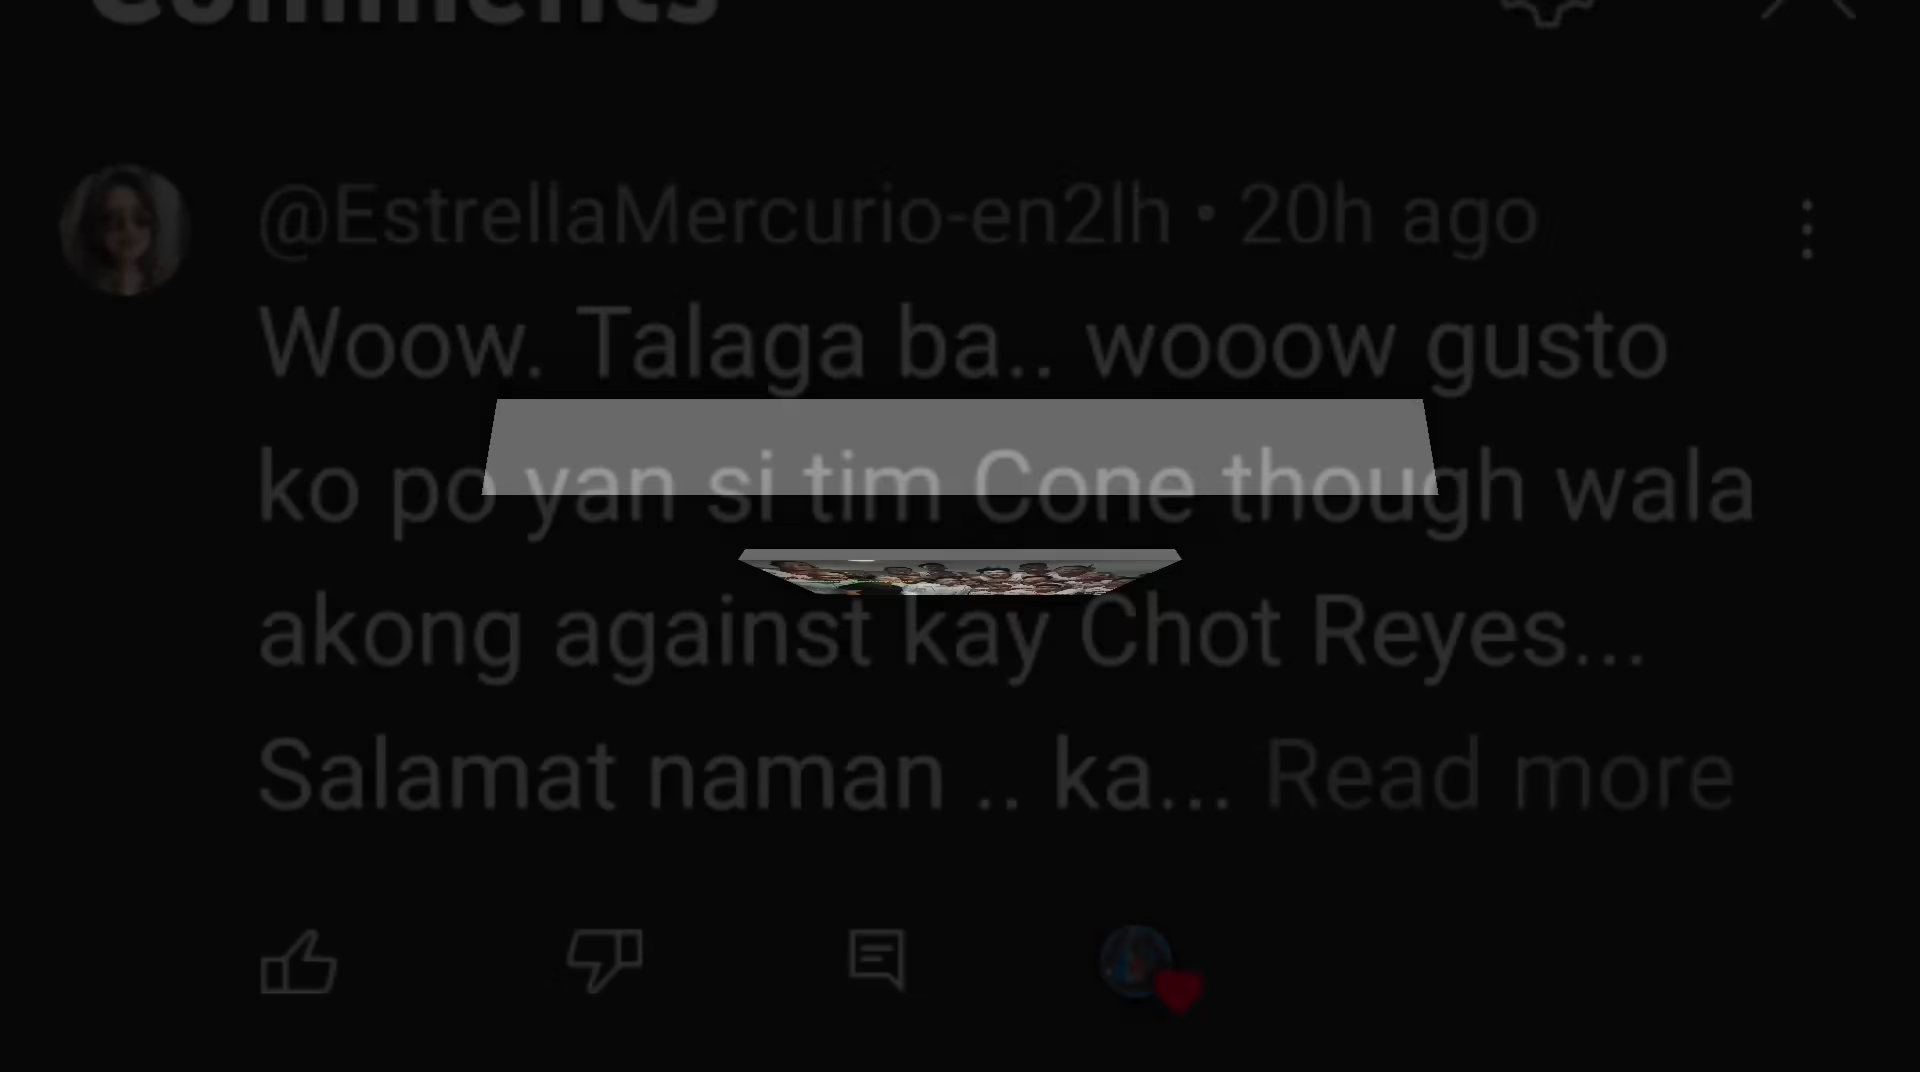 Comments
@EstrellaMercurio-en2lh • 20h ago
Woow. Talaga ba.. wooow gusto
ko po yan si tim Cone though wala
akong against kay Chot Reyes...
Salamat naman .. ka... Read more